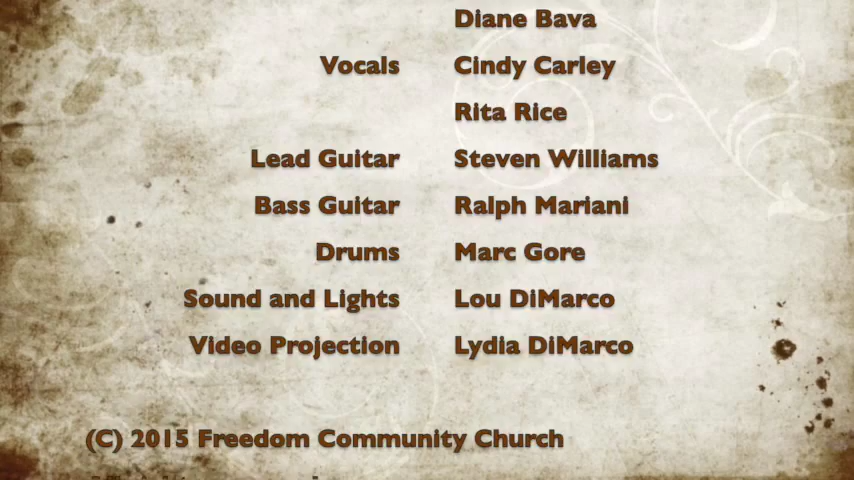 Diane Bava
Vocals Cindy Carley
Rita Rice
Lead Guitar Steven Williams
Bass Guitar Ralph Mariani
Drums Marc Gore
Sound and Lights Lou DiMarco
Video Projection Lydia DiMarco
(C) 2015 Freedom Community Church